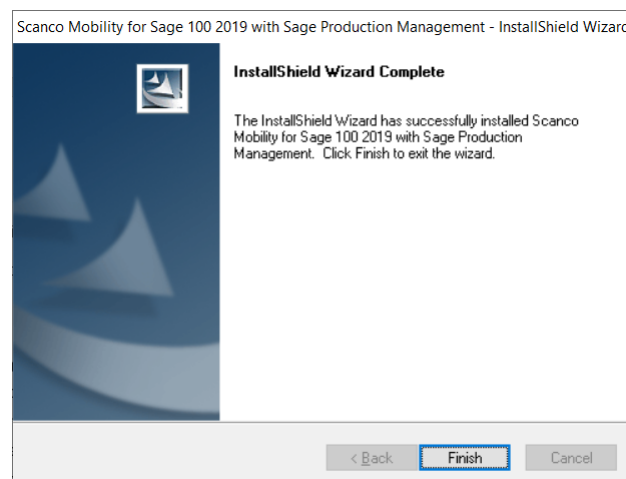 Scanco Mobility for Sage 100 2019 with Sage Production Management - InstallShield Wizard
InstallShield Wizard Complete
The InstallShield Wizard has successfully installed Scanco
Mobility for Sage 100 2019 with Sage Production
Management. Click Finish to exit the wizard.
< Back
Finish
Cancel